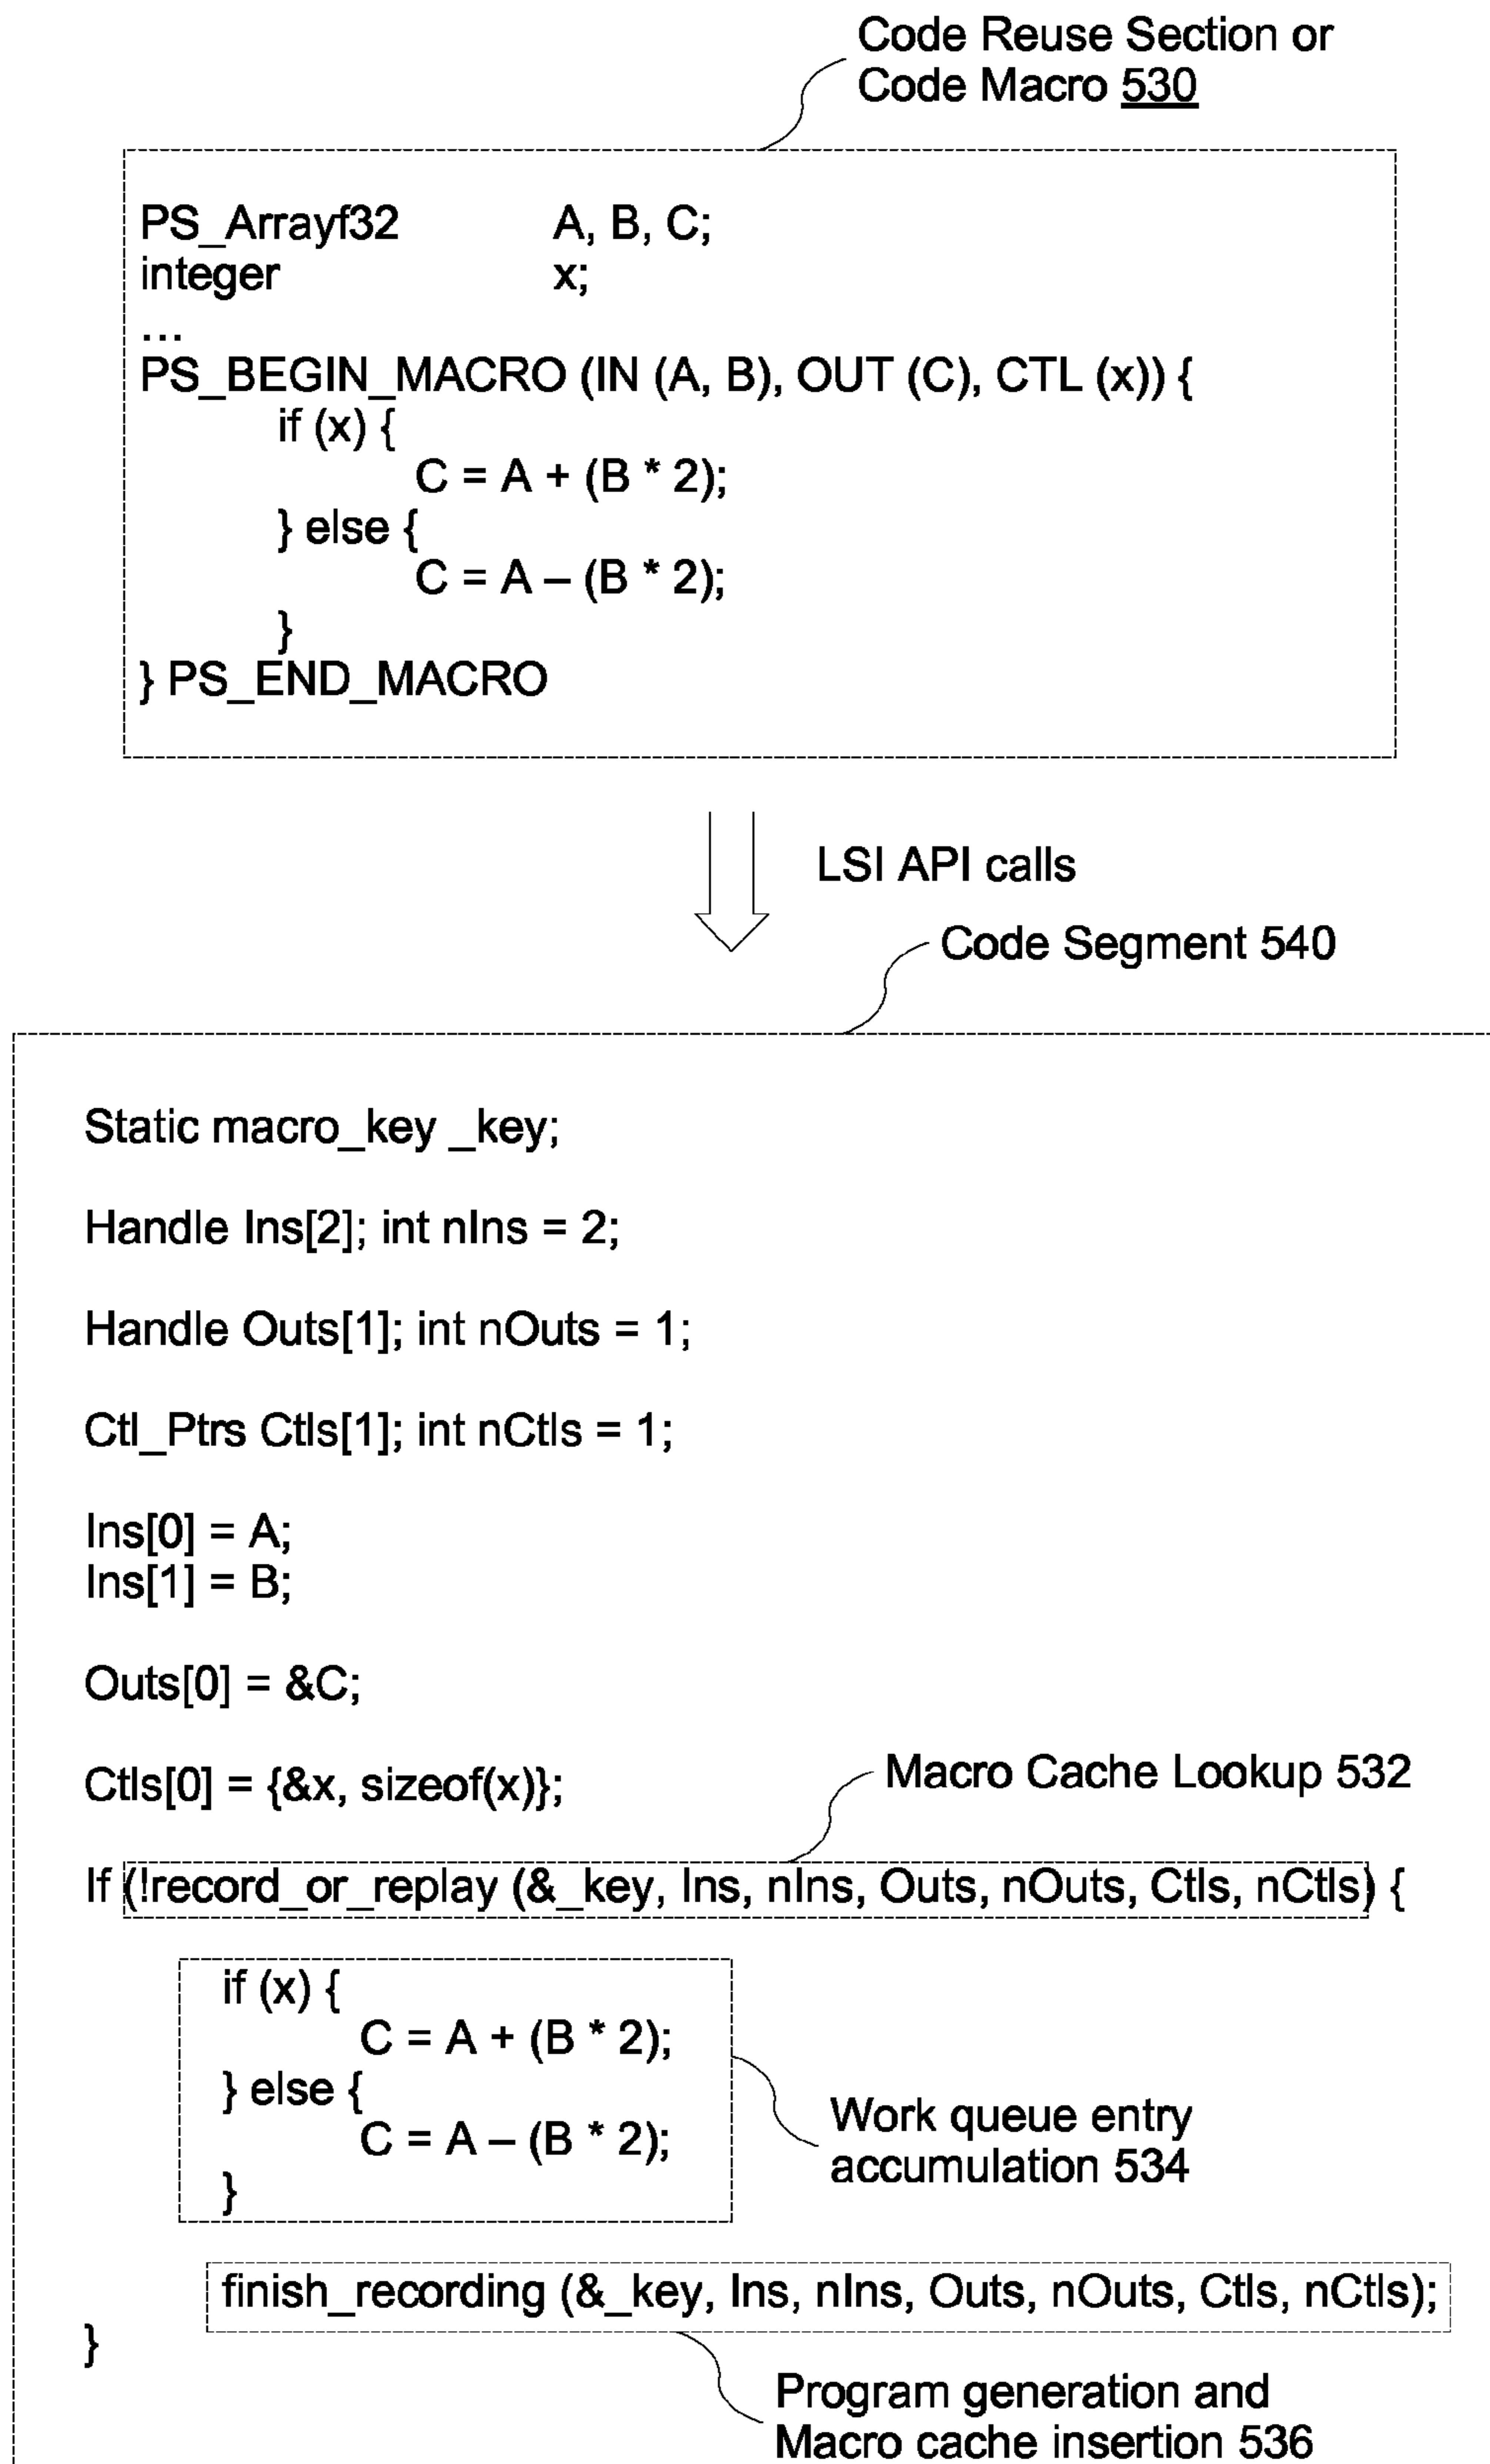 Code Reuse Section or
Code Macro 530
PS_Arrayf32 A, B, C;
integer x;
...
PS_BEGIN_MACRO (IN (A, B), OUT (C), CTL (x)) {
if (x) {
C = A + (B * 2);
} else {
C = A – (B * 2);
}
} PS_END_MACRO
LSI API calls
Code Segment 540
Static macro_key _key;
Handle Ins[2]; int nIns = 2;
Handle Outs[1]; int nOuts = 1;
Ctl_Ptrs Ctls[1]; int nCtls = 1;
Ins[0] = A;
Ins[1] = B;
Outs[0] = &C;
Ctls[0] = {&x, sizeof(x)};
Macro Cache Lookup 532
If (!record_or_replay (&_key, Ins, nIns, Outs, nOuts, Ctls, nCtls) {
if (x) {
C = A + (B * 2);
} else {
C = A – (B * 2);
}
Work queue entry
accumulation 534
finish_recording (&_key, Ins, nIns, Outs, nOuts, Ctls, nCtls);
}
Program generation and
Macro cache insertion 536